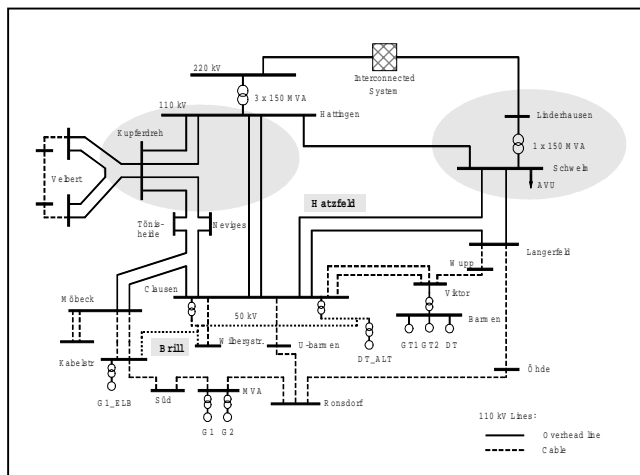 220 kV
Interconnected
System
3 x 150 MVA
110 kV
Hattingen
Linderhausen
Kupferdreh
1 x 150 MVA
Schwelm
Velbert
AVU
Hatzfeld
Tönis-
heide
Neviges
Langerfeld
Wupp
Clausen
Viktor
Möbeck
50 kV
Barmen
Brill
Wilbergstr.
U-barmen
GT1 GT2 DT
DT_ALT
Kabelstr
Öhde
G1_ELB
Süd
MVA
Ronsdorf
G1 G2
110 kV Lines:
Overhead line
Cable